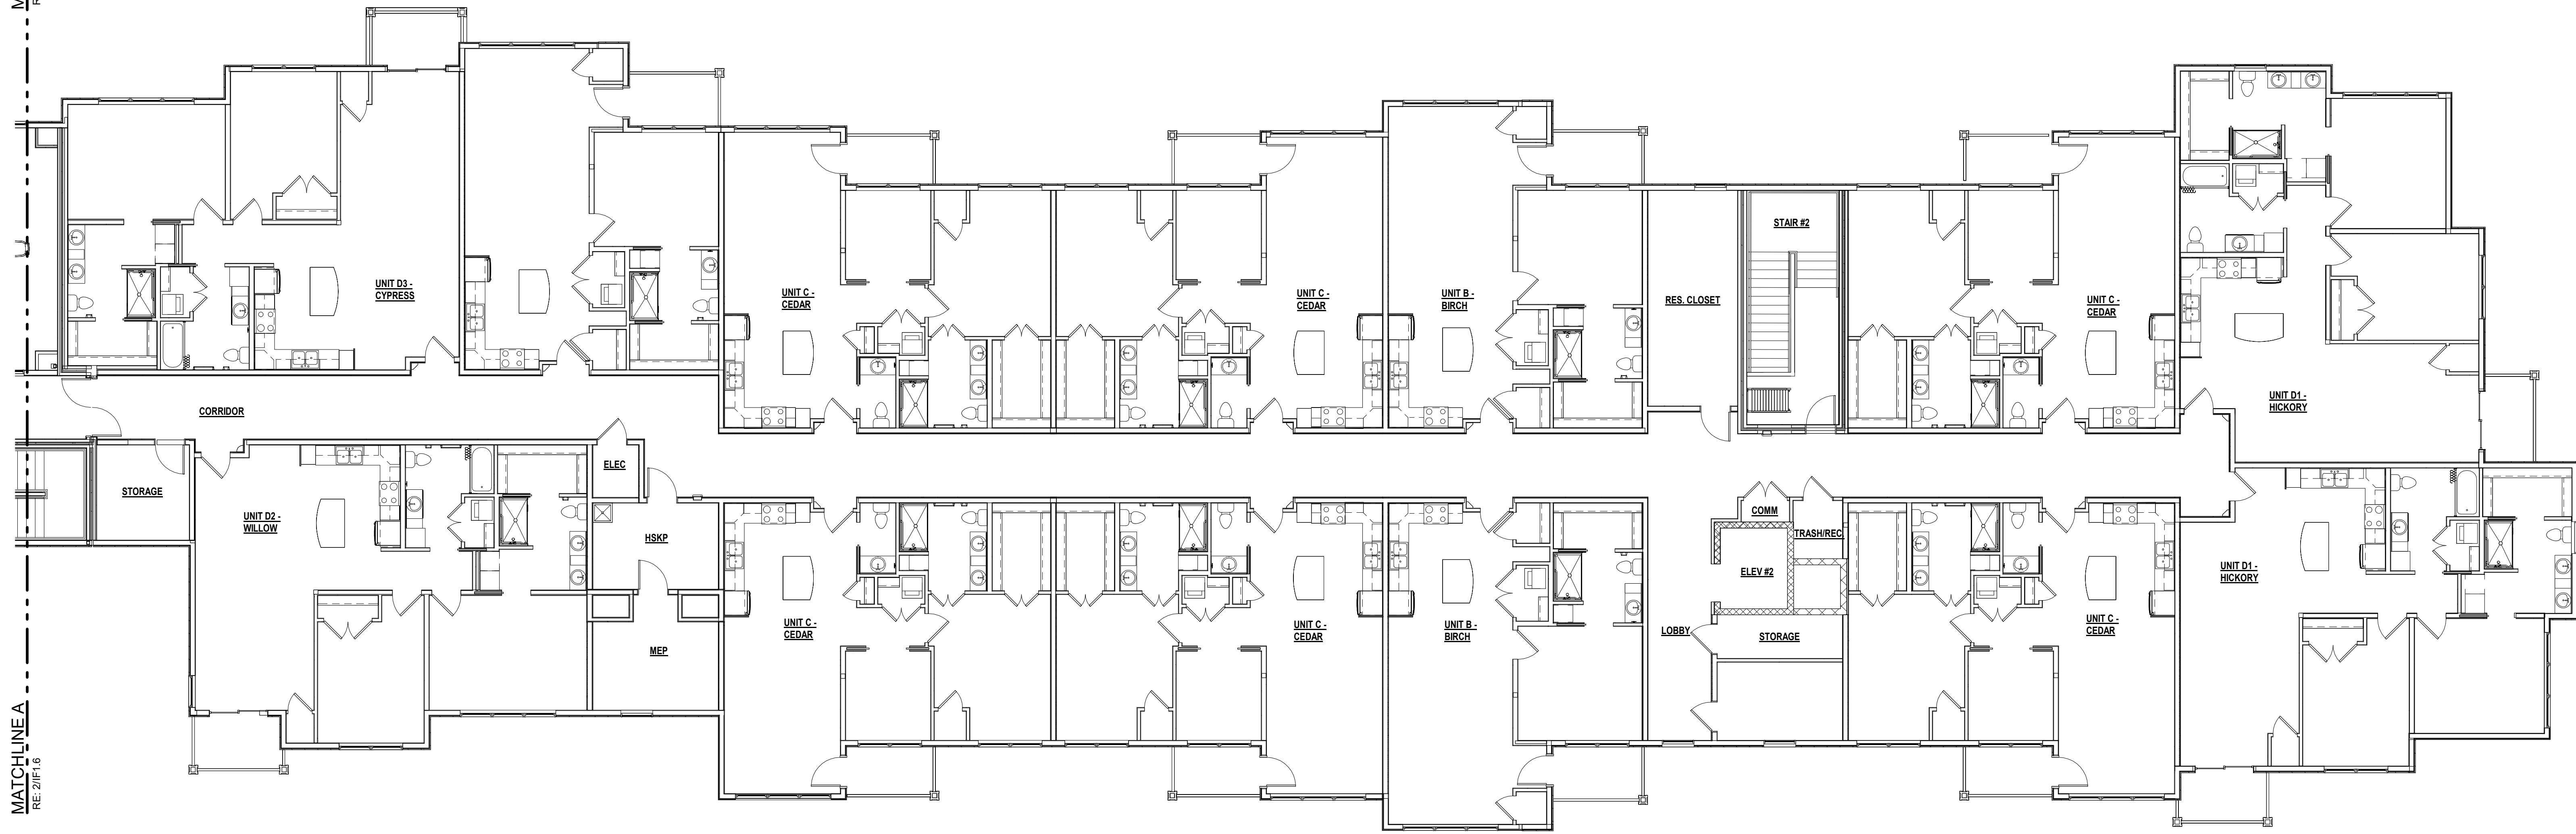 UNIT D3 -
CYPRESS
UNIT C -
CEDAR
UNIT C -
CEDAR
UNIT B -
BIRCH
RES. CLOSET
STAIR #2
UNIT C -
CEDAR
UNIT D1 -
HICKORY
CORRIDOR
STORAGE
UNIT D2 -
WILLOW
ELEC
HSKP
MEP
UNIT C -
CEDAR
UNIT C -
CEDAR
UNIT B -
BIRCH
LOBBY
COMM
TRASH/REC.
ELEV #2
STORAGE
UNIT C -
CEDAR
UNIT D1 -
HICKORY
MATCHLINE A
RE: 2/IF1.6